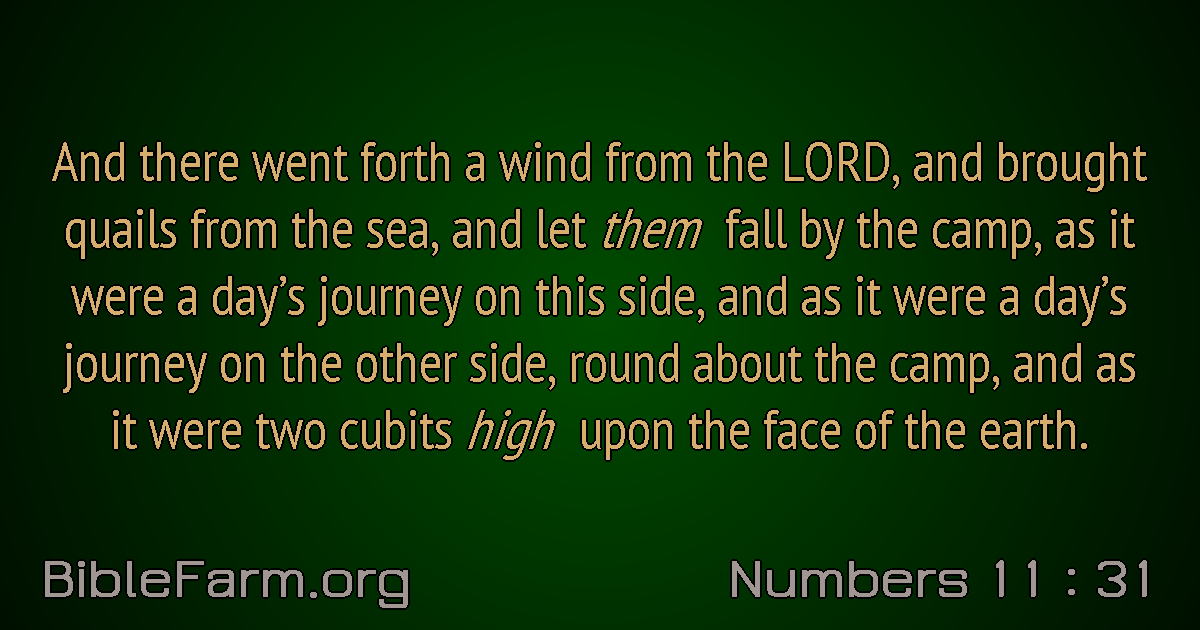 And there went forth a wind from the LORD, and brought
quails from the sea, and let them fall by the camp, as it
were a day’s journey on this side, and as it were a day’s
journey on the other side, round about the camp, and as
it were two cubits high upon the face of the earth.
BibleFarm.org
Numbers 11 : 31